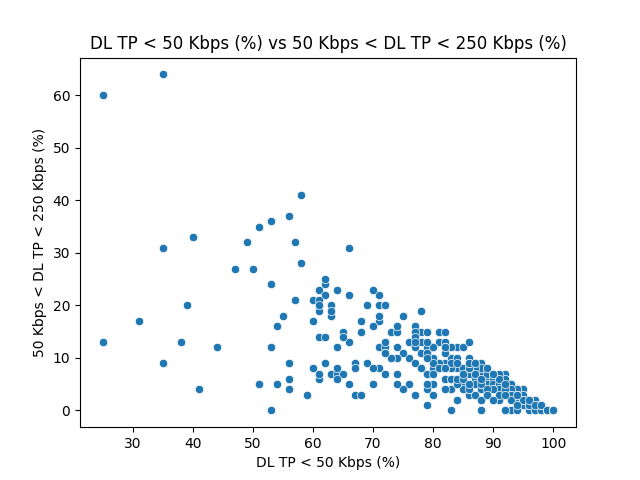 DL TP < 50 Kbps (%) vs 50 Kbps < DL TP < 250 Kbps (%)
50 Kbps < DL TP < 250 Kbps (%)
60
50
40
30
20
10
0
30 40 50 60 70 80 90 100
DL TP < 50 Kbps (%)